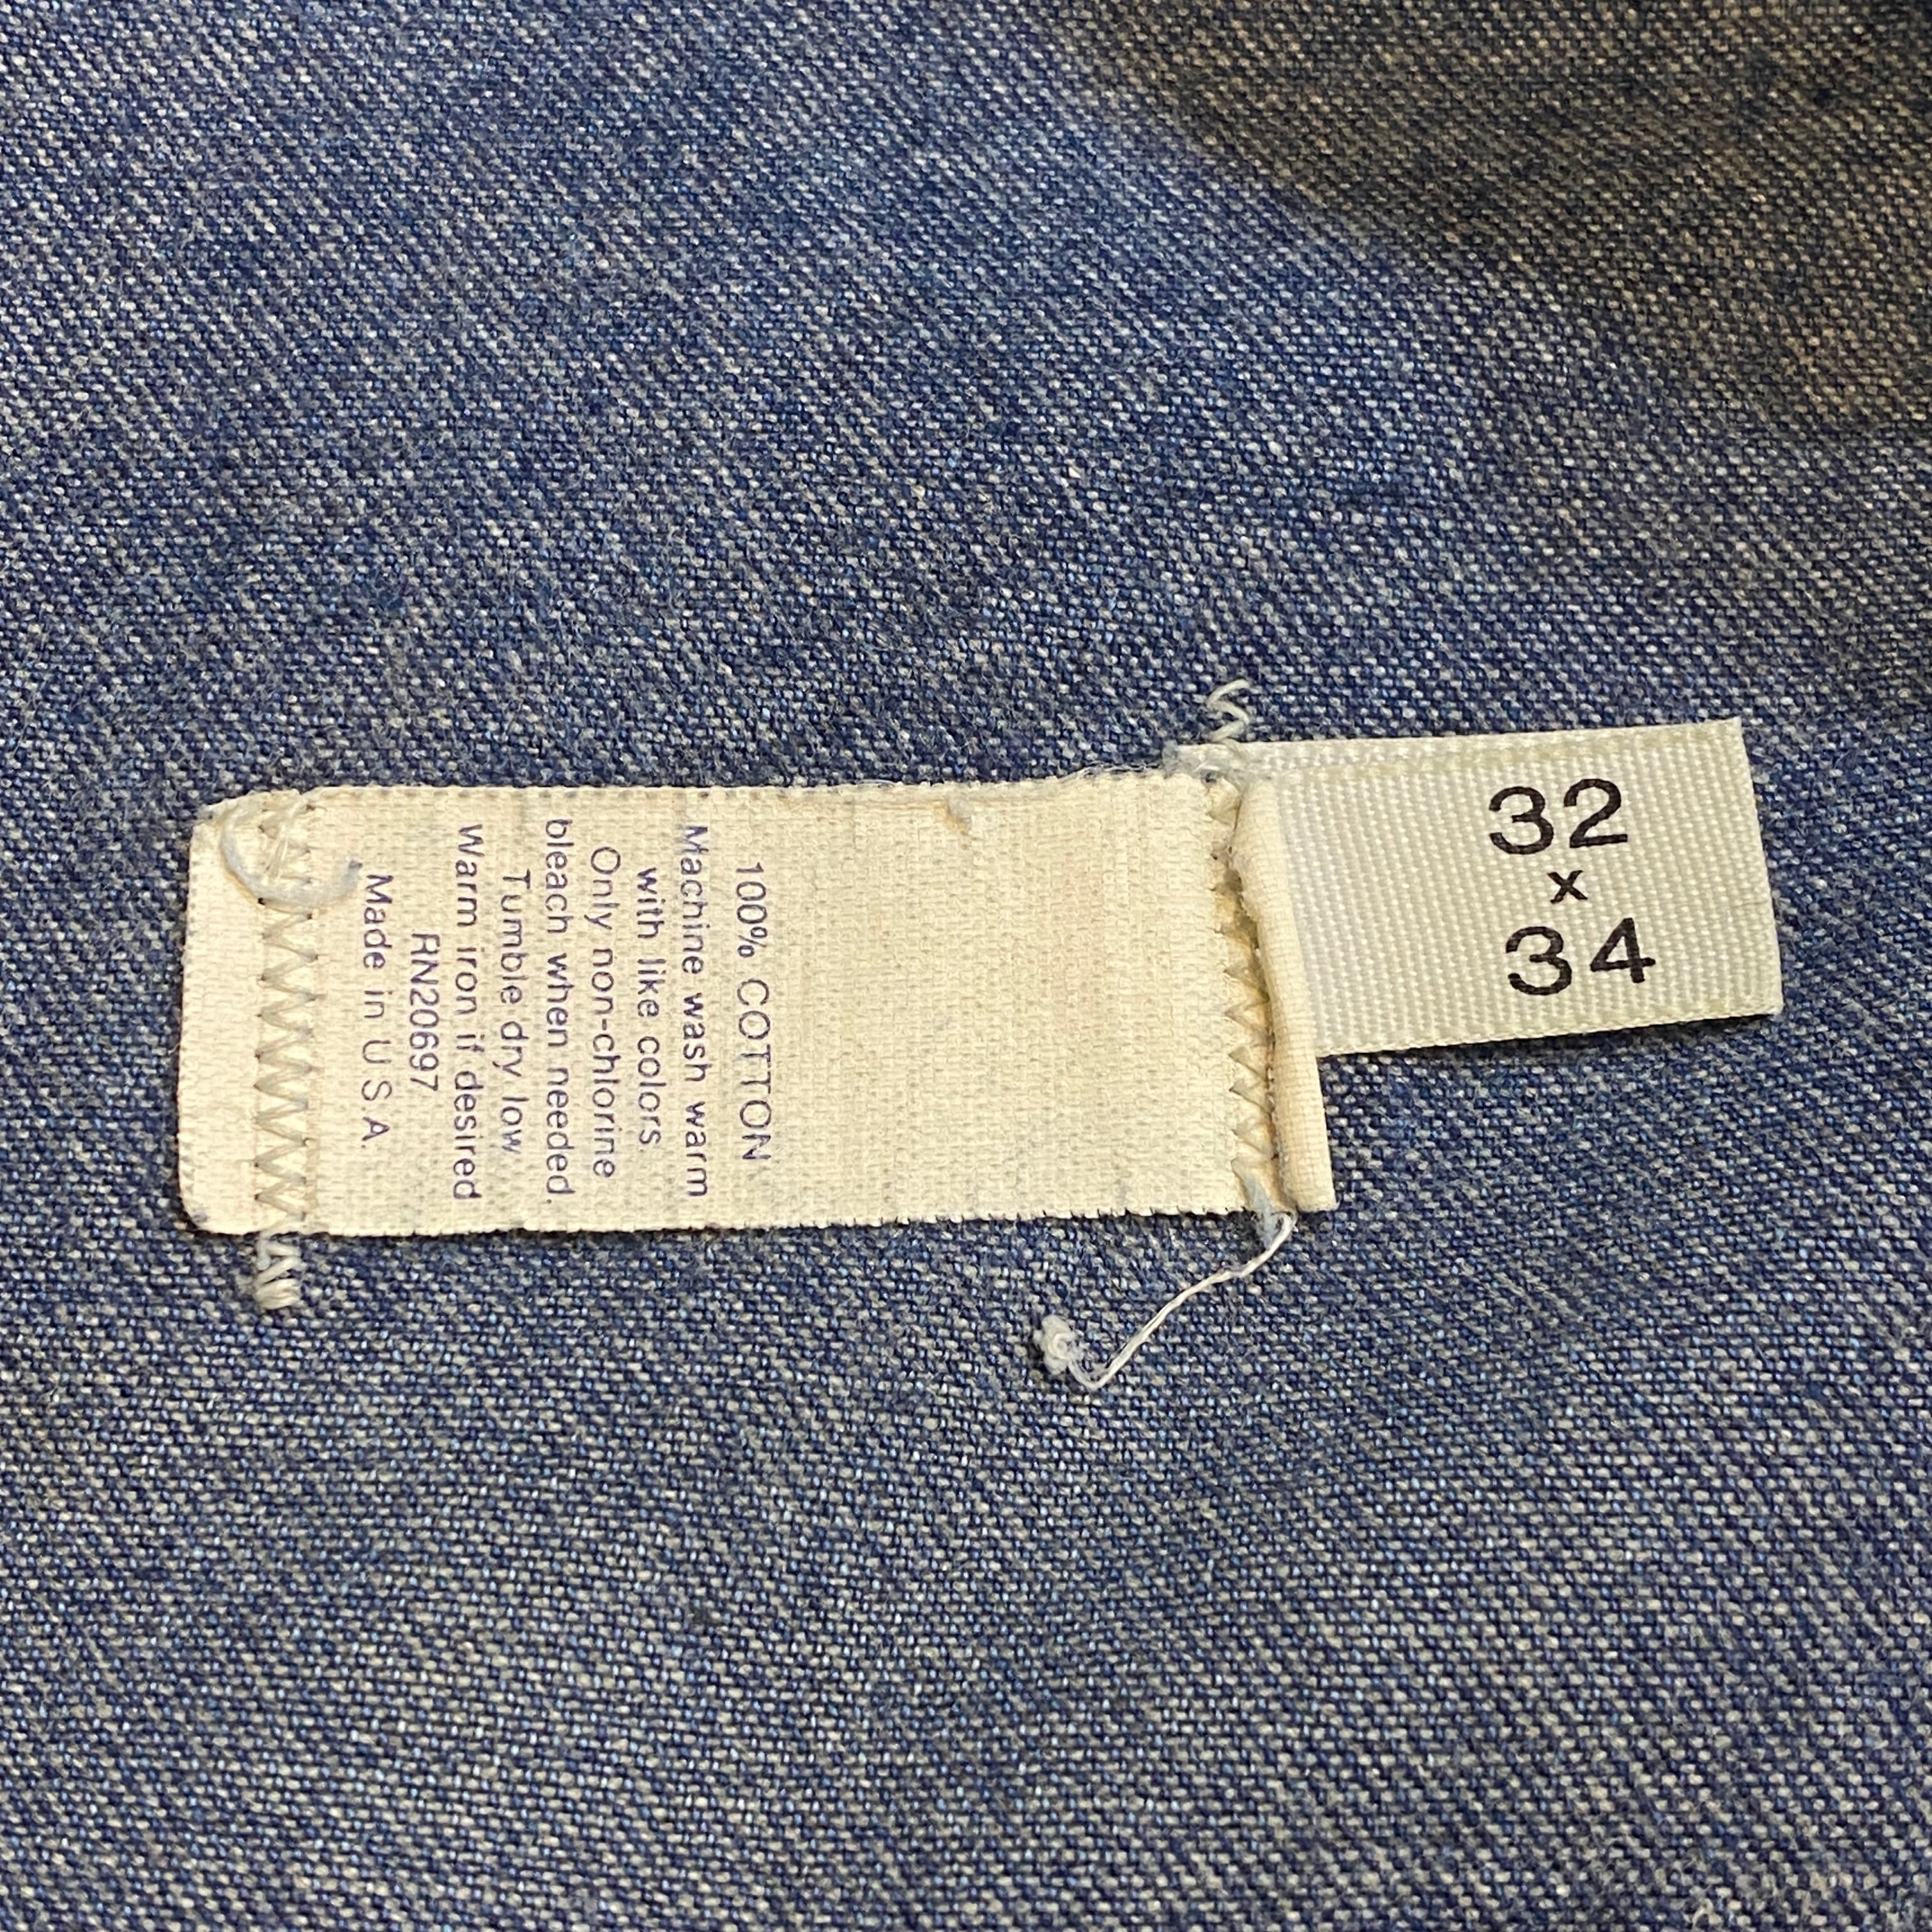 100% COTTON
Machine wash warm
with like colors.
Only non-chlorine
bleach when needed.
Tumble dry low.
Warm iron if desired
RN20697
Made in U.S.A.
32
x
34